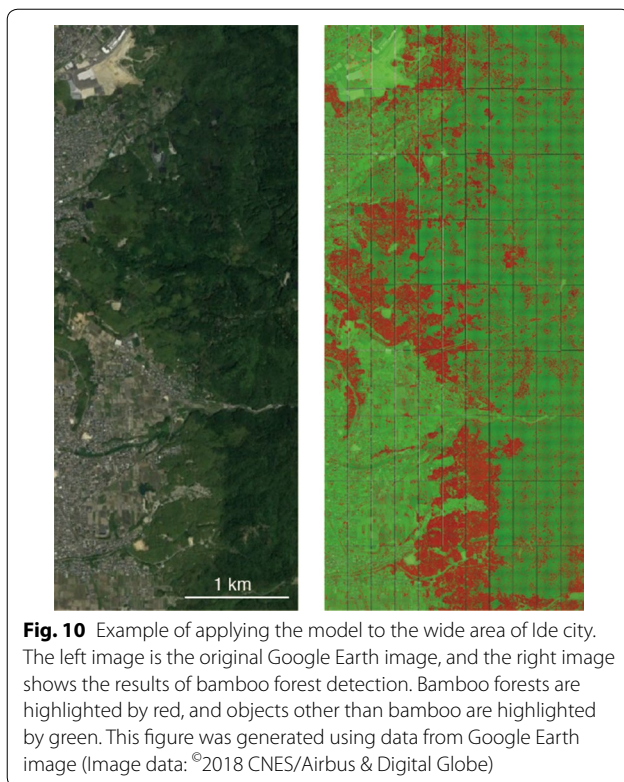 1 km
Fig. 10 Example of applying the model to the wide area of Ide city.
The left image is the original Google Earth image, and the right image
shows the results of bamboo forest detection. Bamboo forests are
highlighted by red, and objects other than bamboo are highlighted
by green. This figure was generated using data from Google Earth
image (Image data: ©2018 CNES/Airbus & Digital Globe)